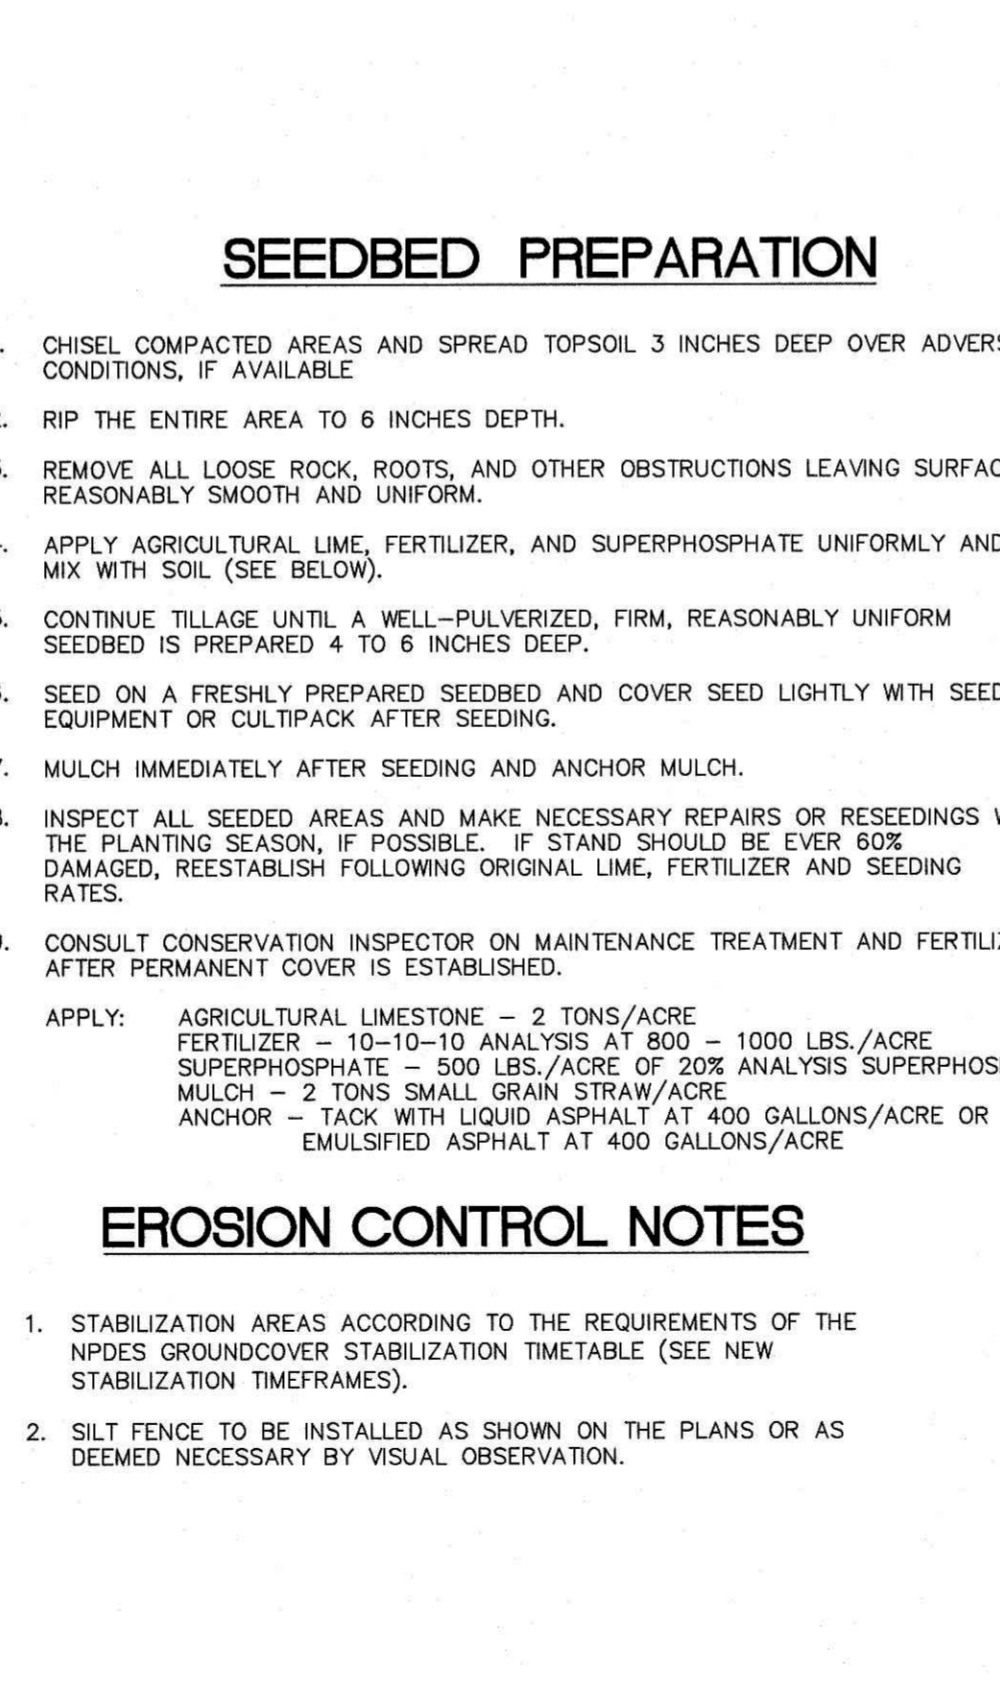 SEEDBED PREPARATION
CHISEL COMPACTED AREAS AND SPREAD TOPSOIL 3 INCHES DEEP OVER
CONDITIONS, IF AVAILABLE
RIP THE ENTIRE AREA TO 6 INCHES DEPTH.
REMOVE ALL LOOSE ROCK, ROOTS, AND OTHER OBSTRUCTIONS LEAVING
REASONABLY SMOOTH AND UNIFORM.
APPLY AGRICULTURAL LIME, FERTILIZER, AND SUPERPHOSPHATE UNIFORMLY AND
MIX WITH SOIL (SEE BELOW).
CONTINUE TILLAGE UNTIL A WELL-PULVERIZED, FIRM, REASONABLY UNIFORM
SEEDBED IS PREPARED 4 TO 6 INCHES DEEP.
SEED ON A FRESHLY PREPARED SEEDBED AND COVER SEED LIGHTLY WITH
EQUIPMENT OR CULTIPACK AFTER SEEDING.
7. MULCH IMMEDIATELY AFTER SEEDING AND ANCHOR MULCH.
INSPECT ALL SEEDED AREAS AND MAKE NECESSARY REPAIRS OR RESEEDINGS
THE PLANTING SEASON, IF POSSIBLE. IF STAND SHOULD BE EVER 60%
DAMAGED, REESTABLISH FOLLOWING ORIGINAL LIME, FERTILIZER AND SEEDING
RATES.
CONSULT CONSERVATION INSPECTOR ON MAINTENANCE TREATMENT AND
AFTER PERMANENT COVER IS ESTABLISHED.
APPLY: AGRICULTURAL LIMESTONE - 2 TONS/ACRE
FERTILIZER - 10-10-10 ANALYSIS AT 800 - 1000 LBS./ACRE
SUPERPHOSPHATE - 500 LBS./ACRE OF 20% ANALYSIS
MULCH - 2 TONS SMALL GRAIN STRAW/ACRE
ANCHOR - TACK WITH LIQUID ASPHALT AT 400 GALLONS/ACRE OR
EMULSIFIED ASPHALT AT 400 GALLONS/ACRE
EROSION CONTROL NOTES
1. STABILIZATION AREAS ACCORDING TO THE REQUIREMENTS OF THE
NPDES GROUNDCOVER STABILIZATION TIMETABLE (SEE NEW
STABILIZATION TIMEFRAMES).
2. SILT FENCE TO BE INSTALLED AS SHOWN ON THE PLANS OR AS
DEEMED NECESSARY BY VISUAL OBSERVATION.